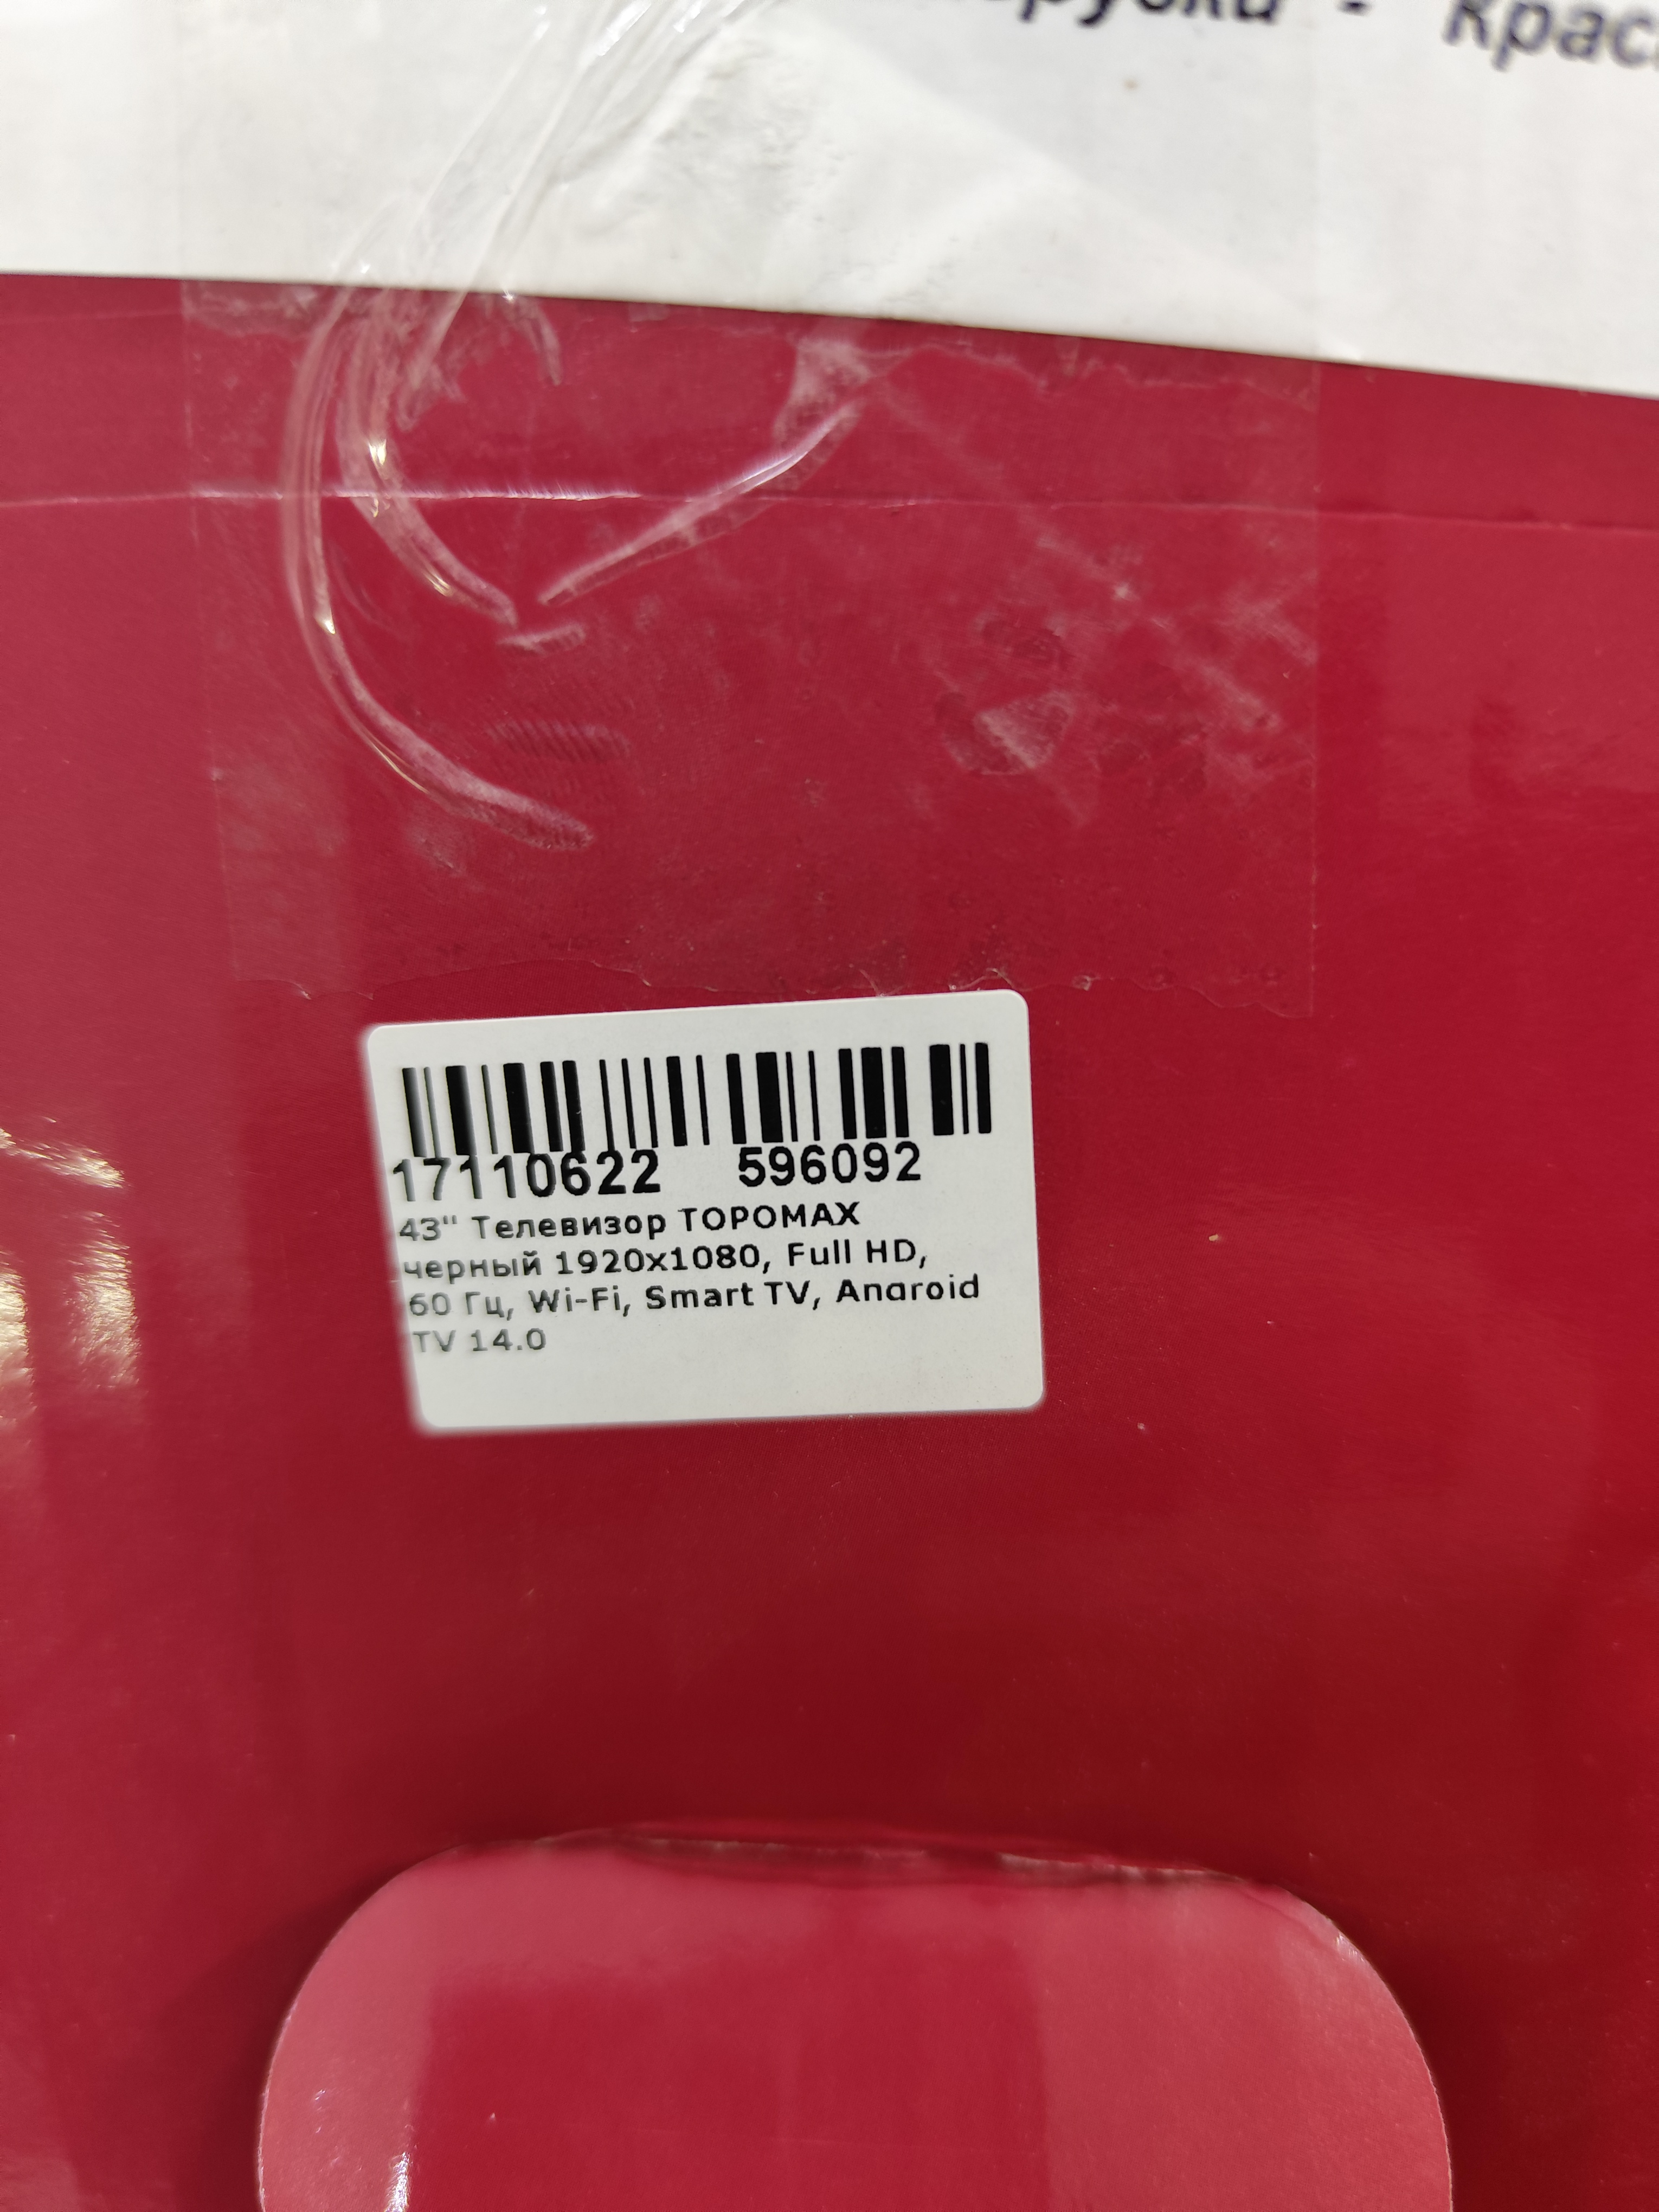 17110622 596092
43" Телевизор TOPOMAX
черный 1920x1080, Full HD,
60 Гц, Wi-Fi, Smart TV, Android
TV 14.0